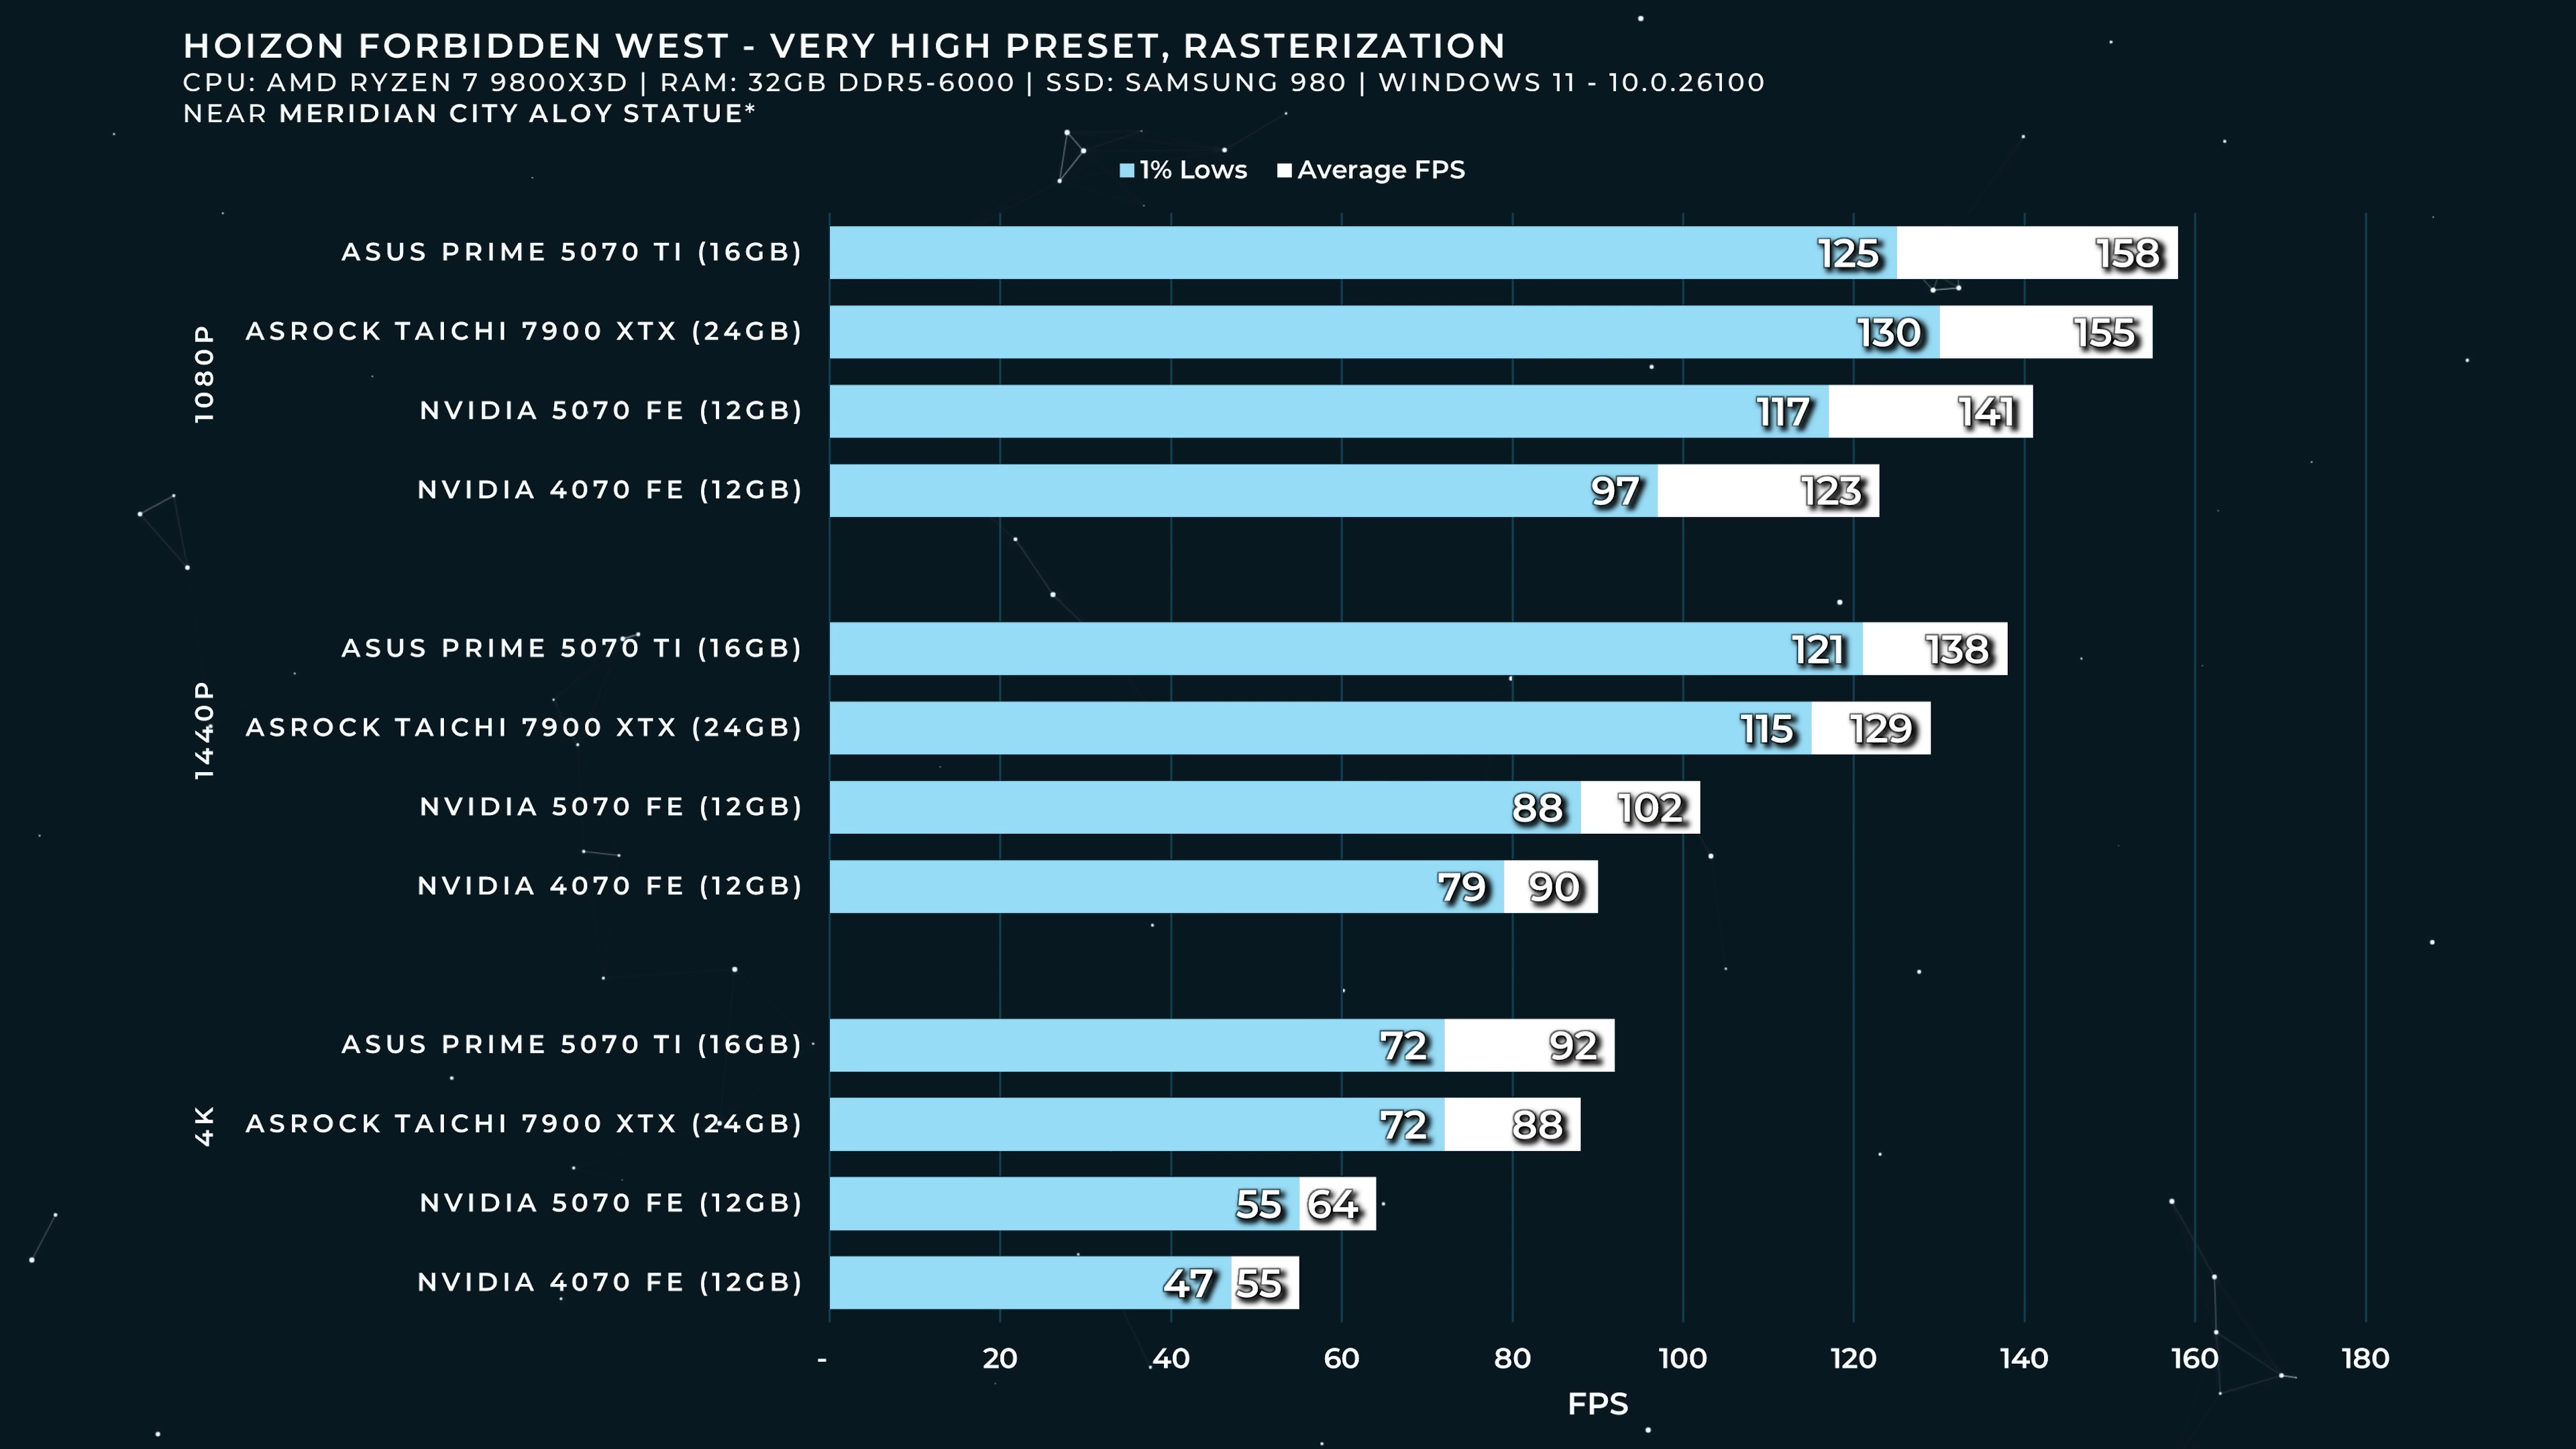 HOIZON FORBIDDEN WEST - VERY HIGH PRESET, RASTERIZATION
CPU: AMD RYZEN 7 9800X3D | RAM: 32GB DDR5-6000 | SSD: SAMSUNG 980 | WINDOWS 11 - 10.0.26100
NEAR MERIDIAN CITY ALOY STATUE*
1% Lows Average FPS
1080P
ASUS PRIME 5070 TI (16GB) 125 158
ASROCK TAICHI 7900 XTX (24GB) 130 155
NVIDIA 5070 FE (12GB) 117 141
NVIDIA 4070 FE (12GB) 97 123
1440P
ASUS PRIME 5070 TI (16GB) 121 138
ASROCK TAICHI 7900 XTX (24GB) 115 129
NVIDIA 5070 FE (12GB) 88 102
NVIDIA 4070 FE (12GB) 79 90
4K
ASUS PRIME 5070 TI (16GB) 72 92
ASROCK TAICHI 7900 XTX (24GB) 72 88
NVIDIA 5070 FE (12GB) 55 64
NVIDIA 4070 FE (12GB) 47 55
- 20 40 60 80 100 120 140 160 180
FPS